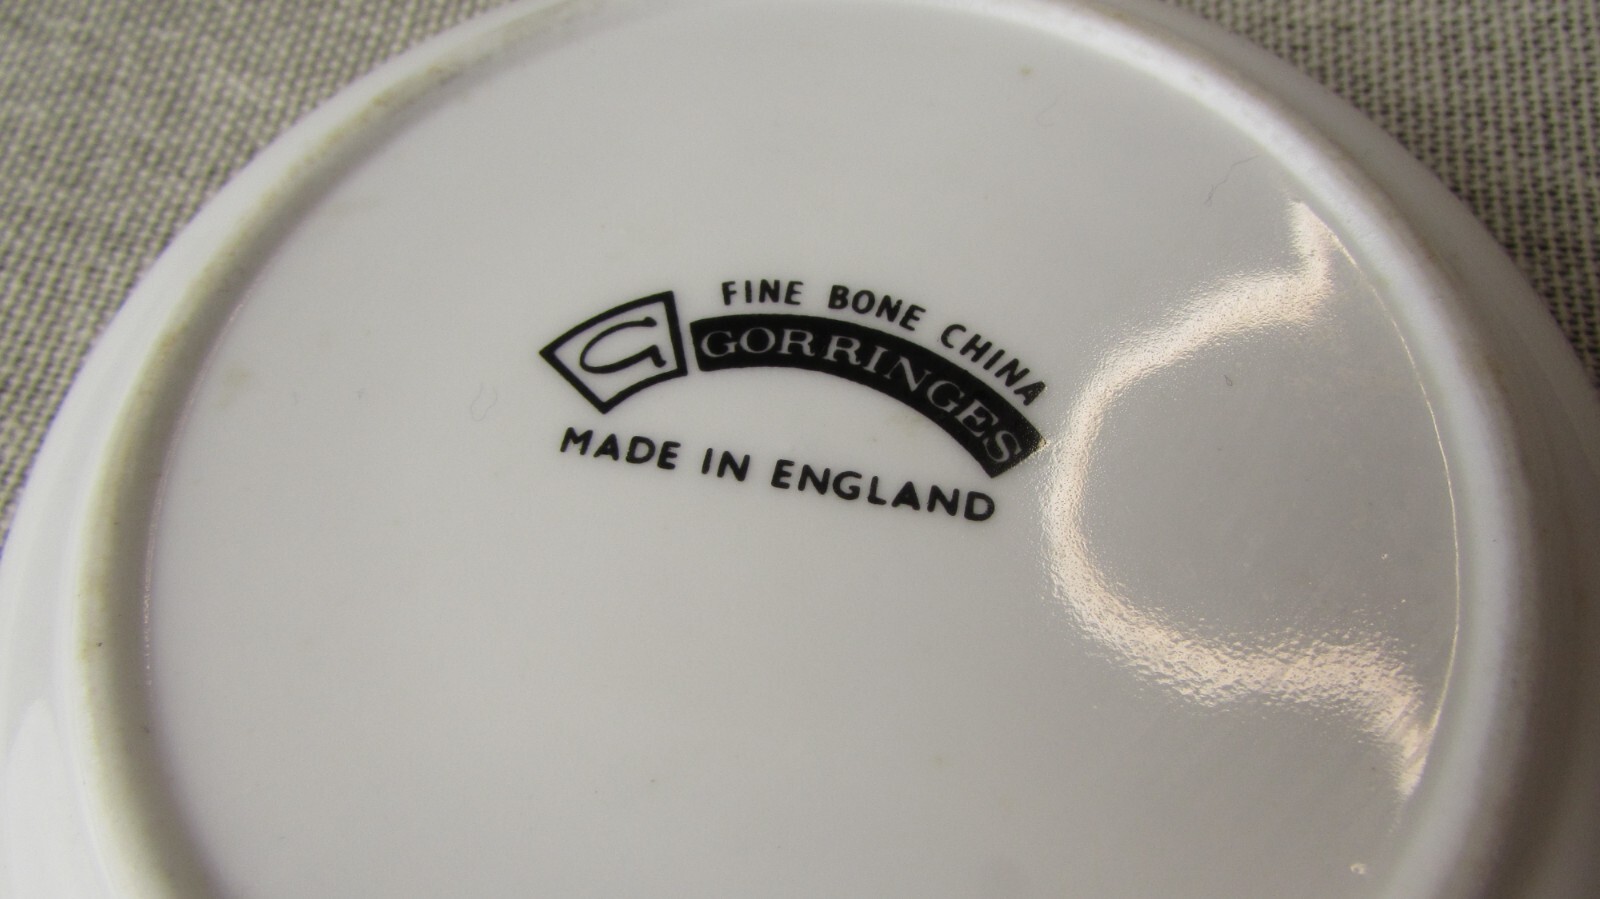 FINE BONE CHINA
G GORRINGES
MADE IN ENGLAND